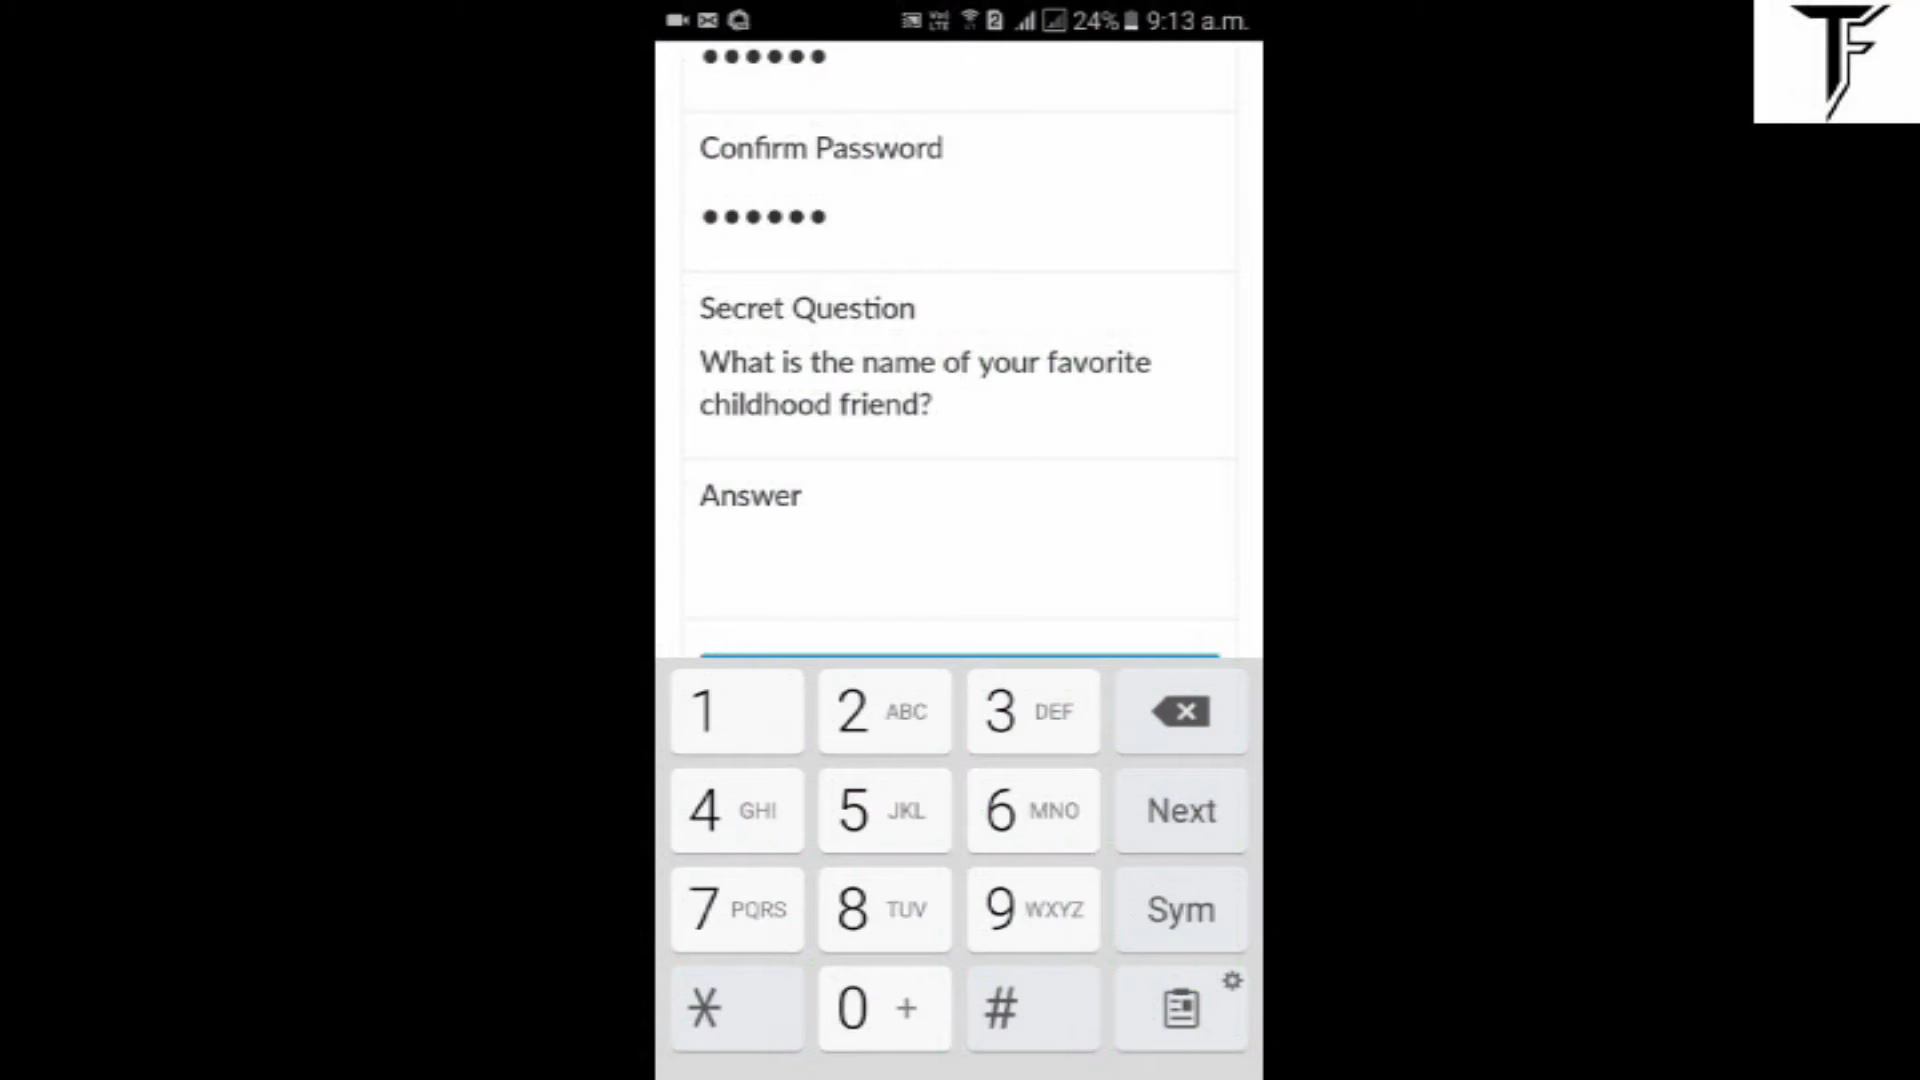 24% 9:13 a.m.
TF
••••••
Confirm Password
••••••
Secret Question
What is the name of your favorite
childhood friend?
Answer
1 2 ABC 3 DEF
4 GHI 5 JKL 6 MNO Next
7 PQRS 8 TUV 9 WXYZ Sym
* 0 + #